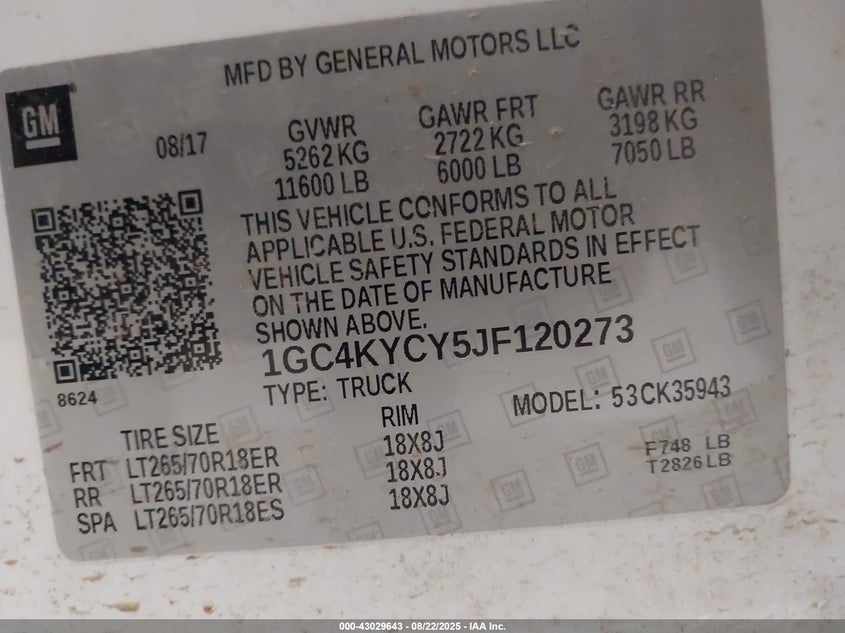 MFD BY GENERAL MOTORS LLC
GM
08/17
GVWR
5262 KG
11600 LB
GAWR FRT
2722 KG
6000 LB
GAWR RR
3198 KG
7050 LB
THIS VEHICLE CONFORMS TO ALL
APPLICABLE U.S. FEDERAL MOTOR
VEHICLE SAFETY STANDARDS IN EFFECT
ON THE DATE OF MANUFACTURE
SHOWN ABOVE.
1GC4KYCY5JF120273
8624
TYPE: TRUCK
MODEL: 53CK35943
TIRE SIZE RIM
FRT LT265/70R18ER 18X8J
RR LT265/70R18ER 18X8J
SPA LT265/70R18ES 18X8J
F748 LB
T2826LB
000-43029643 - 08/22/2025 - IAA Inc.